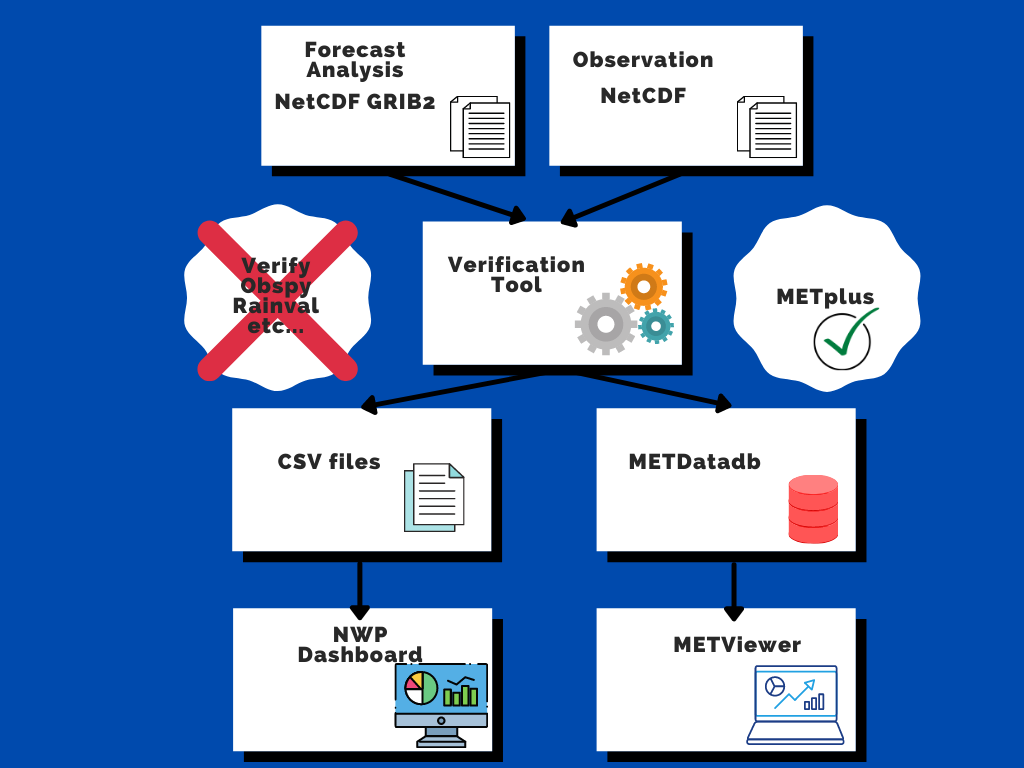 Forecast
Analysis
NetCDF GRIB2
Observation
NetCDF
Verify
Obspy
Rainval
etc...
Verification
Tool
METplus
CSV files
METDatadb
NWP
Dashboard
METViewer